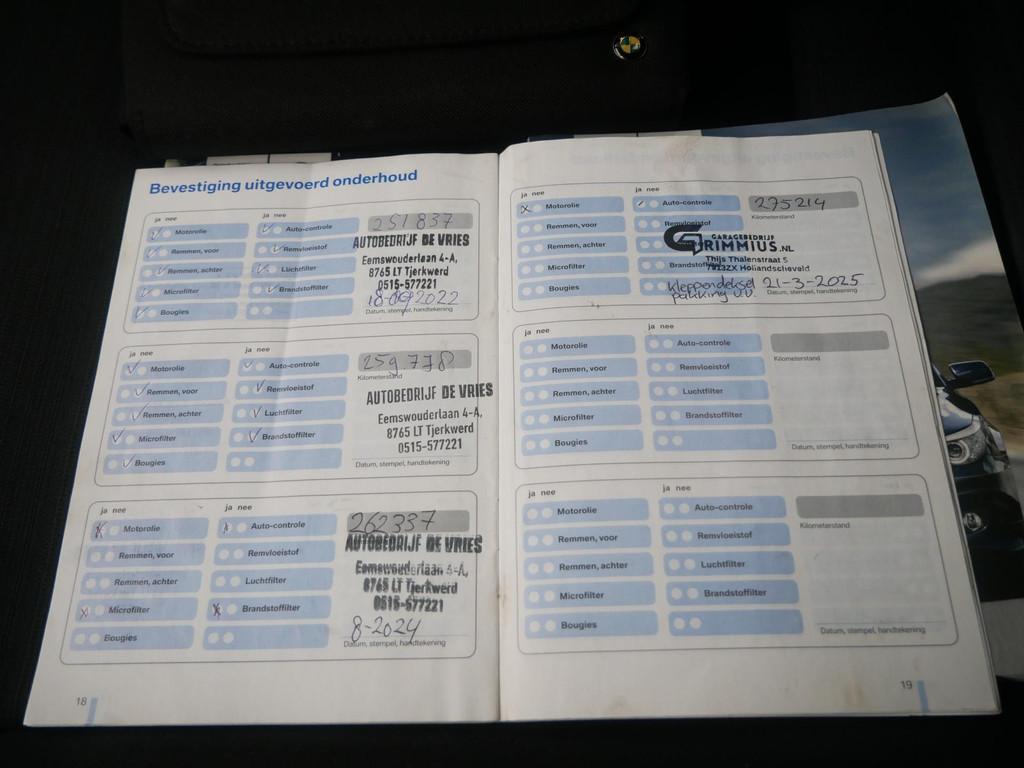 Bevestiging uitgevoerd onderhoud
ja nee
ja nee
Motorolie
Auto-controle
251837
Remmen, voor
Remvloeistof
AUTOBEDRIJF DE VRIES
Remmen, achter
Luchtfilter
Eemswouderlaan 4-A,
8765 LT Tjerkwerd
Microfilter
Brandstoffilter
0515-577221
Bougies
Datum, stempel, handtekening
ja nee
ja nee
Motorolie
Auto-controle
259.778
Kilometerstand
Remmen, voor
Remvloeistof
AUTOBEDRIJF DE VRIES
Remmen, achter
Luchtfilter
Eemswouderlaan 4-A,
8765 LT Tjerkwerd
Microfilter
Brandstoffilter
0515-577221
Bougies
Datum, stempel, handtekening
ja nee
ja nee
Motorolie
Auto-controle
262337
Remmen, voor
Remvloeistof
AUTOBEDRIJF DE VRIES
Remmen, achter
Luchtfilter
Eemswouderlaan 4-A,
8765 LT Tjerkwerd
Microfilter
Brandstoffilter
0515-577221
Bougies
8-2024
Datum, stempel, handtekening
18
ja nee
ja nee
Motorolie
Auto-controle
275214
Kilometerstand
Remmen, voor
Remvloeistof
GARAGEBEDRIJF
GRIMMIUS.NL
Remmen, achter
Thijs Thalenstraat 5
Microfilter
Brandstoffilter
7913ZX Hollandscheveld
Bougies
Kleppendeksel 21-3-2025
pakking V.V.
Datum, stempel, handtekening
ja nee
ja nee
Motorolie
Auto-controle
Kilometerstand
Remmen, voor
Remvloeistof
Remmen, achter
Luchtfilter
Microfilter
Brandstoffilter
Bougies
Datum, stempel, handtekening
ja nee
ja nee
Motorolie
Auto-controle
Kilometerstand
Remmen, voor
Remvloeistof
Remmen, achter
Luchtfilter
Microfilter
Brandstoffilter
Bougies
Datum, stempel, handtekening
19